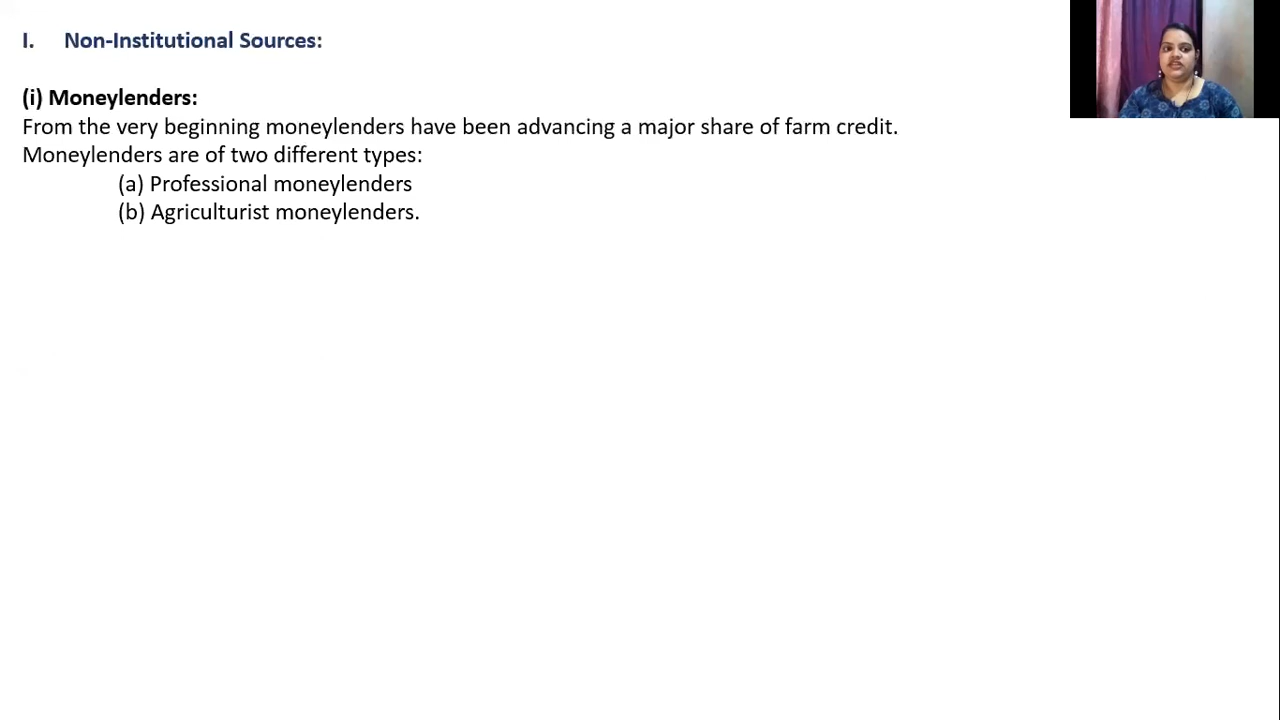 I. Non-Institutional Sources:
(i) Moneylenders:
From the very beginning moneylenders have been advancing a major share of farm credit.
Moneylenders are of two different types:
(a) Professional moneylenders
(b) Agriculturist moneylenders.